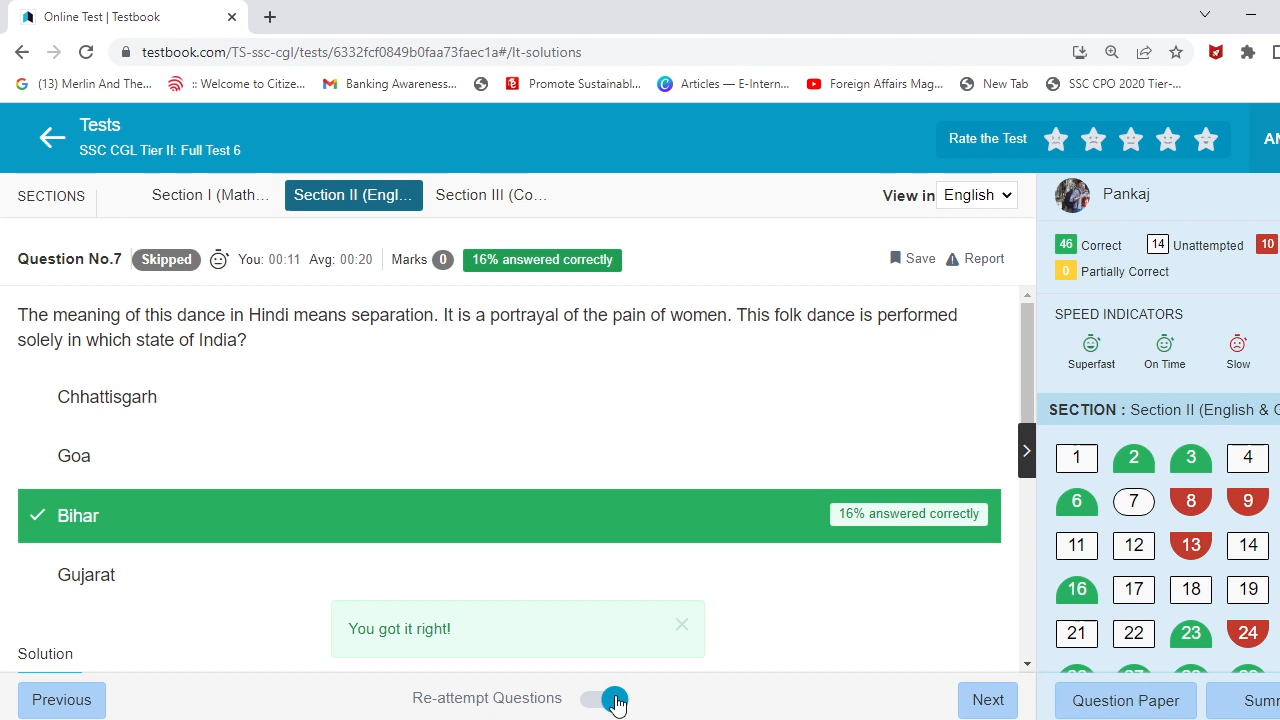 Online Test | Testbook
testbook.com/TS-ssc-cgl/tests/6332fcf0849b0faa73faec1a#/lt-solutions
(13) Merlin And The... :: Welcome to Citize... Banking Awareness... Promote Sustainabl... Articles — E-Intern... Foreign Affairs Mag... New Tab SSC CPO 2020 Tier-...
Tests
SSC CGL Tier II: Full Test 6
Rate the Test
SECTIONS Section I (Math... Section II (Engl... Section III (Co... View in English
Pankaj
Question No.7 Skipped You: 00:11 Avg: 00:20 Marks 0 16% answered correctly Save Report
46 Correct 14 Unattempted 10
0 Partially Correct
The meaning of this dance in Hindi means separation. It is a portrayal of the pain of women. This folk dance is performed
solely in which state of India?
Chhattisgarh
Goa
Bihar 16% answered correctly
Gujarat
You got it right!
Solution
Previous Re-attempt Questions Next
SPEED INDICATORS
Superfast On Time Slow
SECTION : Section II (English &
1 2 3 4
6 7 8 9
11 12 13 14
16 17 18 19
21 22 23 24
Question Paper